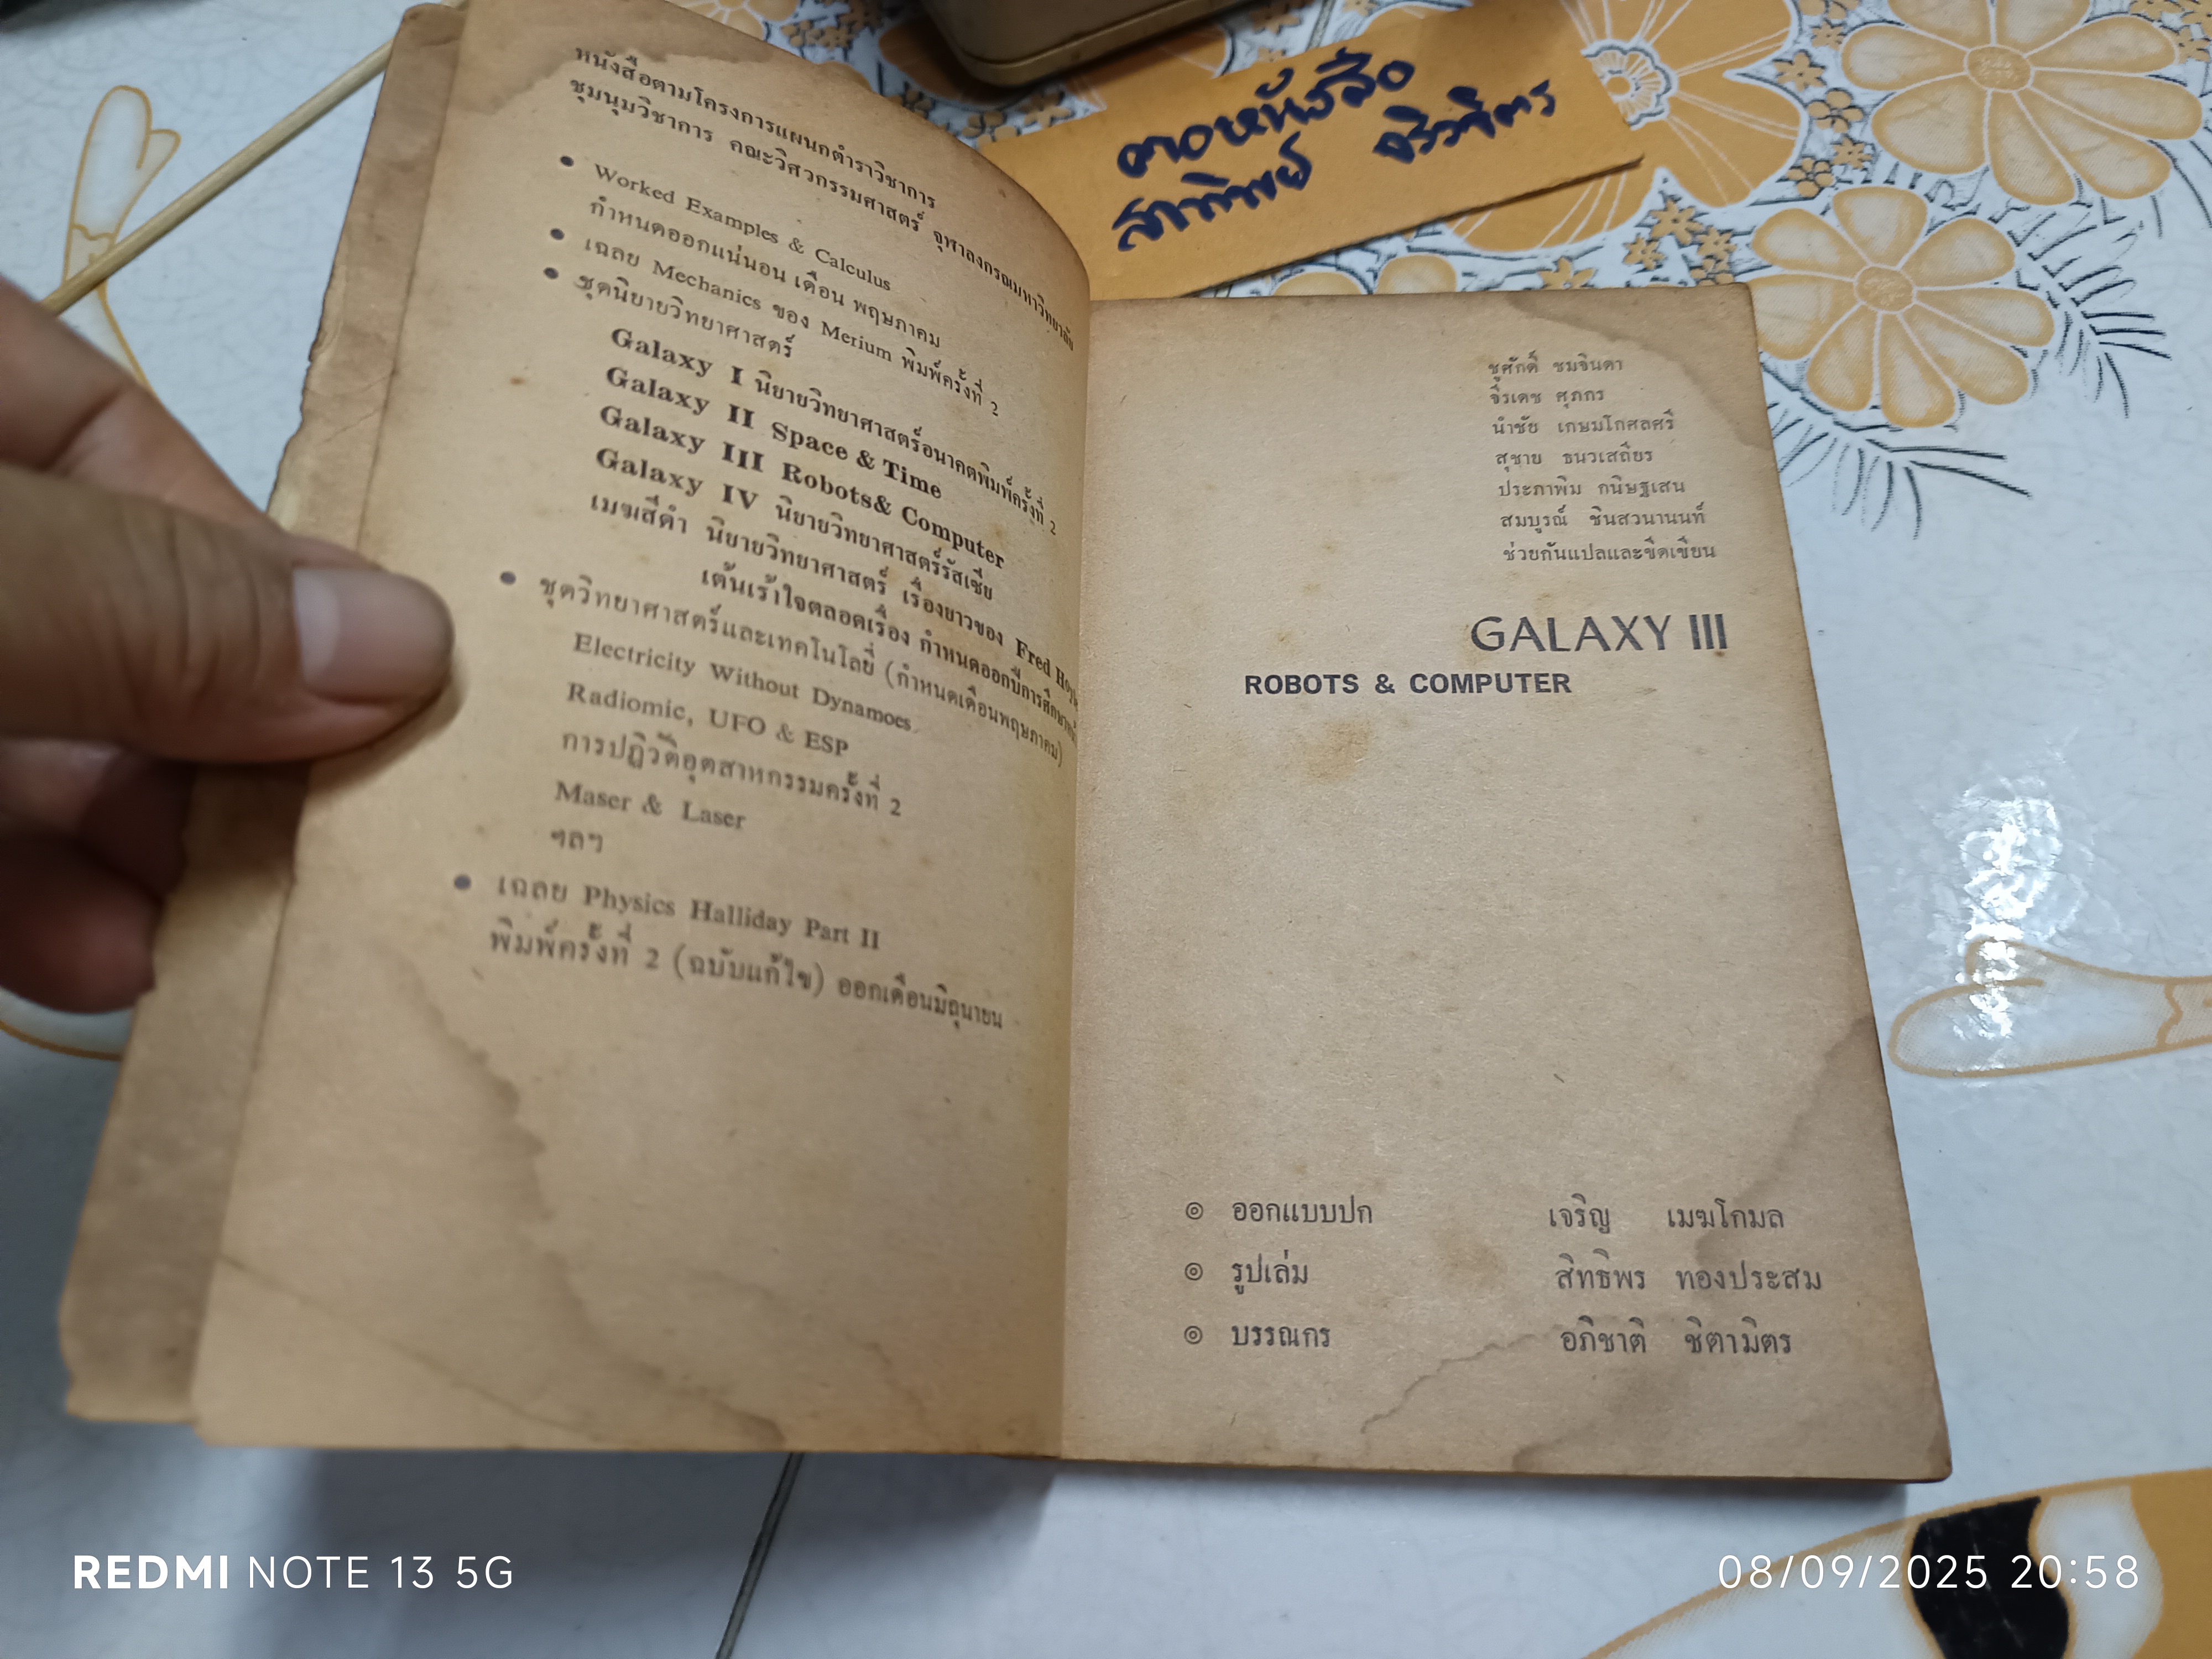 หนังสือตามโครงการแผนกตำราวิชาการ
ชุมนุมวิชาการ คณะวิศวกรรมศาสตร์ จุฬาลงกรณมหาวิทยาลัย
● Worked Examples & Calculus
กำหนดออกแน่นอน เดือน พฤษภาคม
● เฉลย Mechanics ของ Merium พิมพ์ครั้งที่ 2
● ชุดนิยายวิทยาศาสตร์
Galaxy I นิยายวิทยาศาสตร์อนาคตพิมพ์ครั้งที่ 2
Galaxy II Space & Time
Galaxy III Robots& Computer
Galaxy IV นิยายวิทยาศาสตร์รัสเซีย
เมฆสีดำ นิยายวิทยาศาสตร์ เรื่องยาวของ Fred Hoyle
เต้นเร้าใจตลอดเรื่อง กำหนดออกปีการศึกษาหน้า
● ชุดวิทยาศาสตร์และเทคโนโลยี่ (กำหนดเดือนพฤษภาคม)
Electricity Without Dynamoes
Radiomic, UFO & ESP
การปฏิวัติอุตสาหกรรมครั้งที่ 2
Maser & Laser
ฯลฯ
● เฉลย Physics Halliday Part II
พิมพ์ครั้งที่ 2 (ฉบับแก้ไข) ออกเดือนมิถุนายน
ชูศักดิ์ ชมจินดา
จิรเดช ศุภกร
นำชัย เกษมโกศลศรี
สุชาย ธนวเสถียร
ประภาพิม กนิษฐเสน
สมบูรณ์ ชินสวนานนท์
ช่วยกันแปลและขีดเขียน
GALAXY III
ROBOTS & COMPUTER
◎ ออกแบบปก เจริญ เมฆโกมล
◎ รูปเล่ม สิทธิพร ทองประสม
◎ บรรณกร อภิชาติ ชิตามิตร
REDMI NOTE 13 5G
08/09/2025 20:58